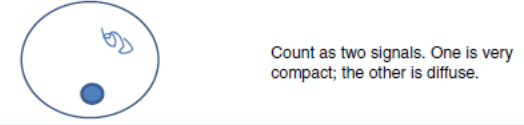 Count as two signals. One is very
compact; the other is diffuse.